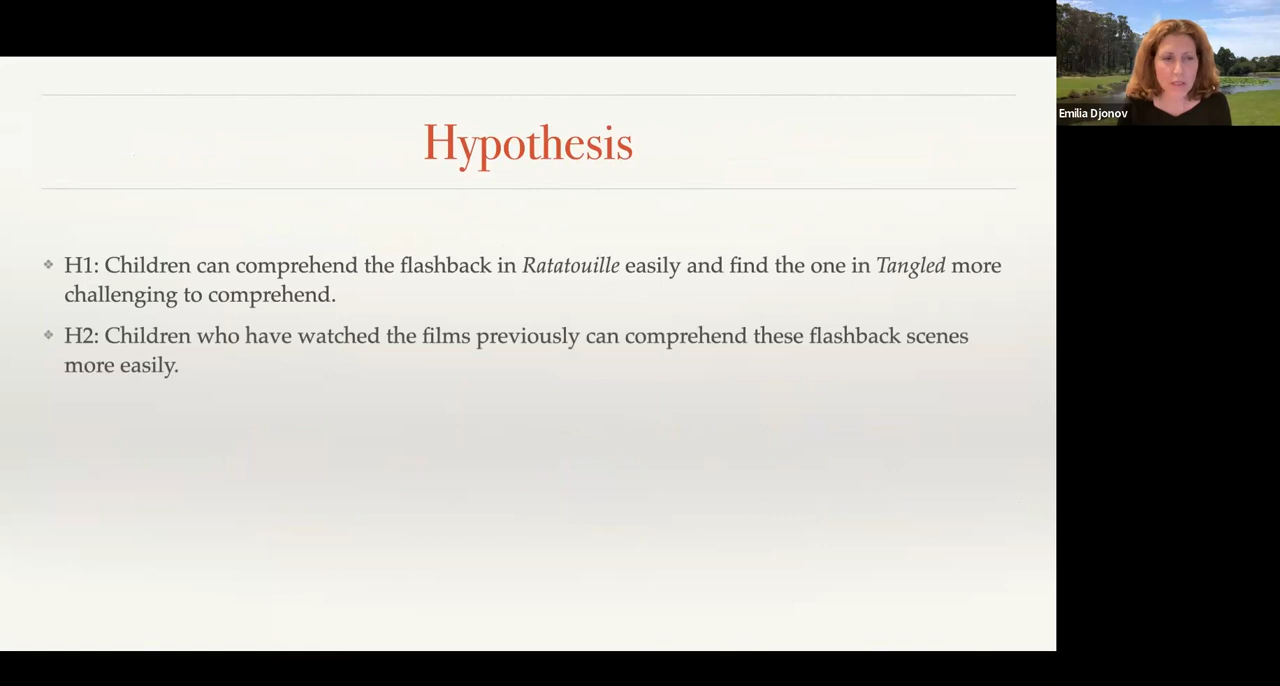 Hypothesis
H1: Children can comprehend the flashback in Ratatouille easily and find the one in Tangled more
challenging to comprehend.
H2: Children who have watched the films previously can comprehend these flashback scenes
more easily.
Emilia Djonov